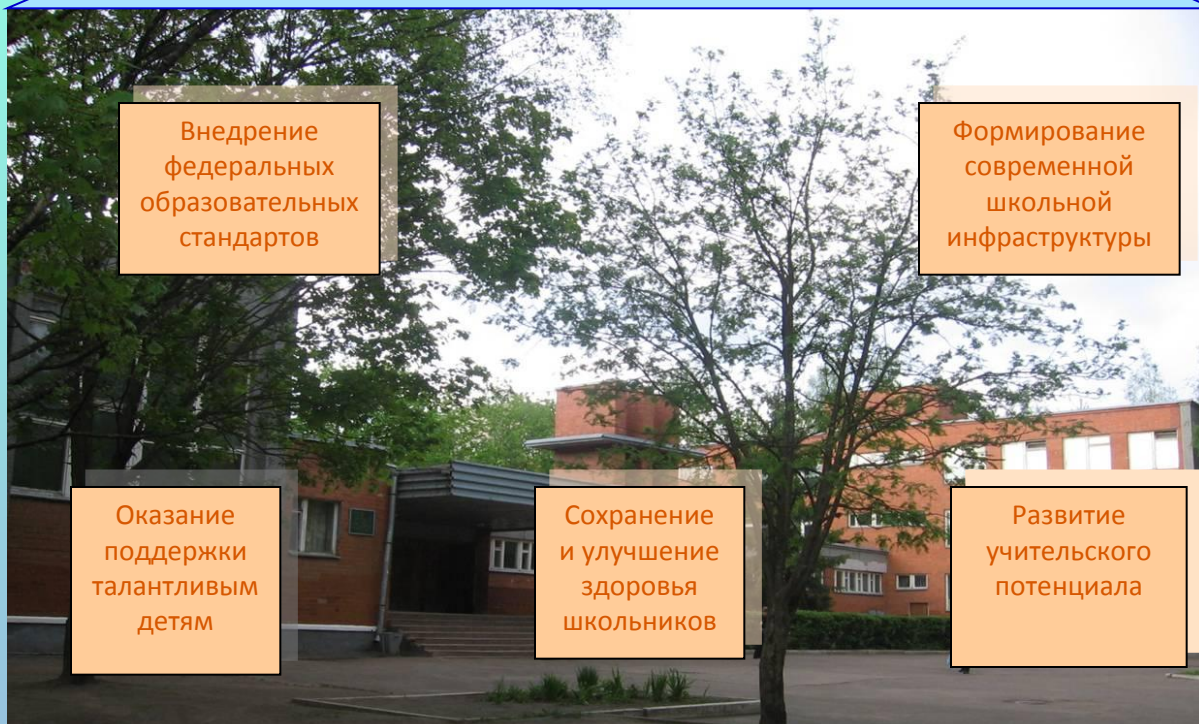 Внедрение
федеральных
образовательных
стандартов
Формирование
современной
школьной
инфраструктуры
Оказание
поддержки
талантливым
детям
Сохранение
и улучшение
здоровья
школьников
Развитие
учительского
потенциала